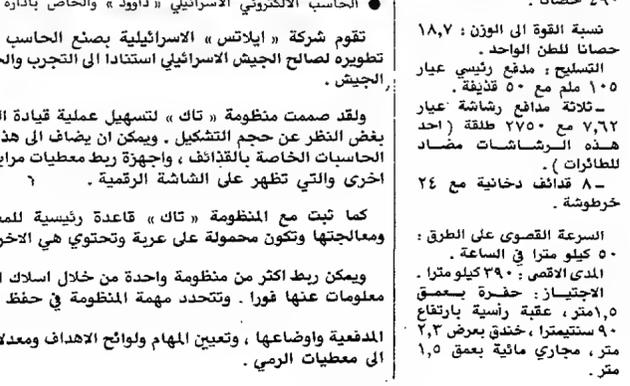 ٤٩٠ حصانا .
نسبة القوة الى الوزن : ١٨,٧
حصانا للطن الواحد .
التسليح : مدفع رئيسي عيار
١٠٥ ملم مع ٥٠ قذيفة .
ــ ثلاثة مدافع رشاشة عيار
٧,٦٢ مع ٢٧٥٠ طلقة ( احد
هذه الرشاشات مضاد
للطائرات ) .
ــ ٨ قذائف دخانية مع ٢٤
خرطوشة .
السرعة القصوى على الطرق :
٥٠ كيلو مترا في الساعة .
المدى الاقصى : ٣٩٠ كيلو مترا .
الاجتياز : حفرة بعمق
١,٥ متر ، عقبة رأسية بارتفاع
٩٠ سنتيمترا ، خندق بعرض ٢,٣
متر ، مجاري مائية بعمق ١,٥
متر .
● الحاسب الالكتروني الاسرائيلي « داوود » والخاص بادارة
تقوم شركة « ايلاتس » الاسرائيلية بصنع الحاسب
تطويره لصالح الجيش الاسرائيلي استنادا الى التجرب
الجيش .
ولقد صممت منظومة « تاك » لتسهيل عملية قيادة
بغض النظر عن حجم التشكيل . ويمكن ان يضاف الى
الحاسبات الخاصة بالقذائف ، واجهزة ربط معطيات
اخرى والتي تظهر على الشاشة الرقمية .
كما ثبت مع المنظومة « تاك » قاعدة رئيسية
ومعالجتها وتكون محمولة على عربة وتحتوي هي
ويمكن ربط اكثر من منظومة واحدة من خلال اسلاك
معلومات عنها فورا . وتتحدد مهمة المنظومة في حفظ
المدفعية واوضاعها ، وتعيين المهام ولوائح الاهداف
الى معطيات الرمي .